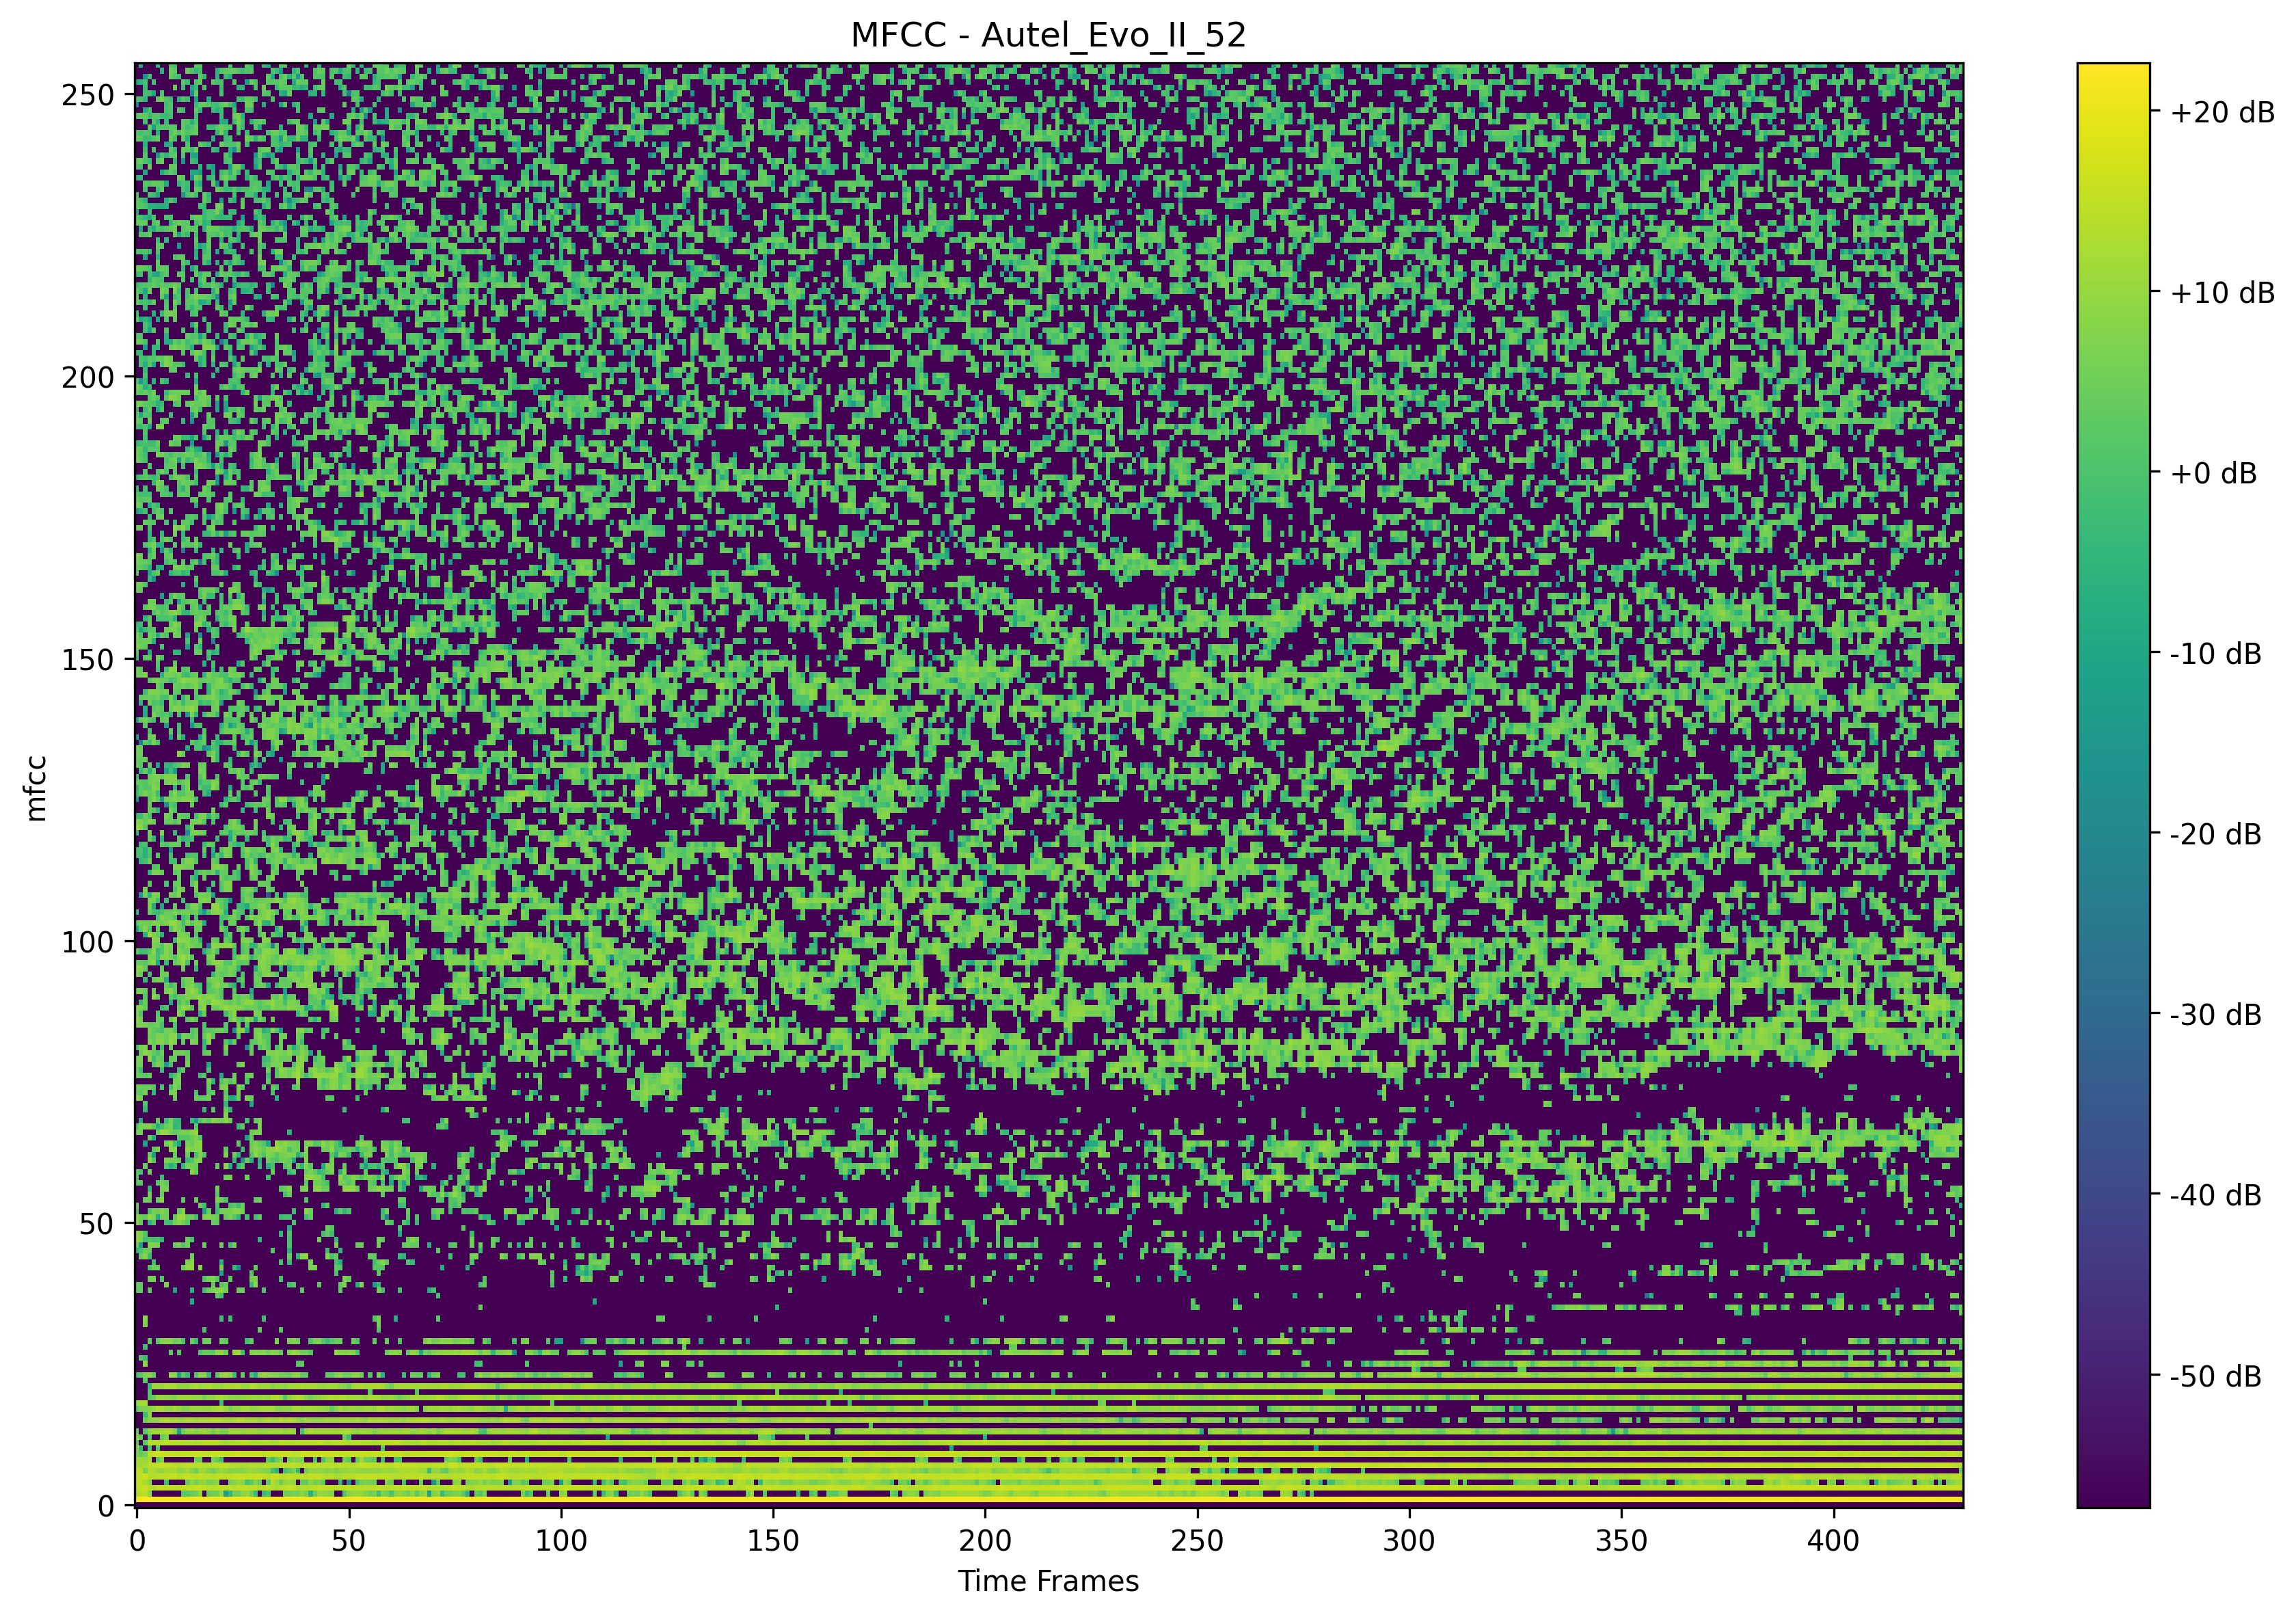 MFCC - Autel_Evo_II_52
250
200
150
100
50
0
mfcc
0 50 100 150 200 250 300 350 400
Time Frames
+20 dB
+10 dB
+0 dB
-10 dB
-20 dB
-30 dB
-40 dB
-50 dB